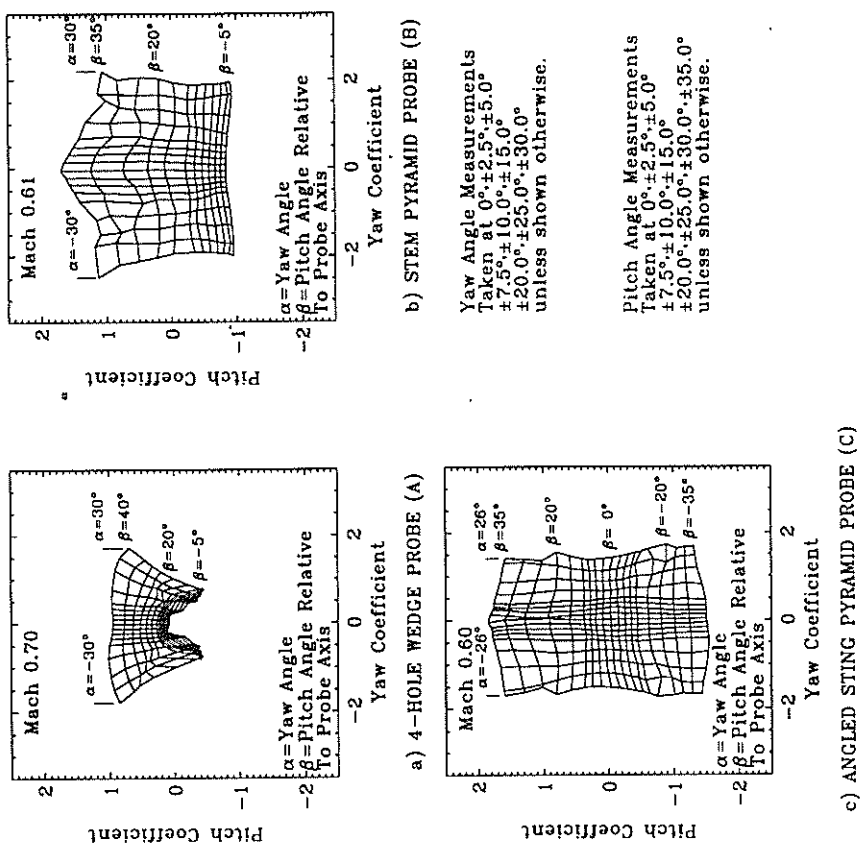 Mach 0.70
α=−30°
α=30°
β=40°
β=20°
β=−5°
α=Yaw Angle
β=Pitch Angle Relative
To Probe Axis
Pitch Coefficient
2
1
0
−1
−2
−2
0
2
Yaw Coefficient
a) 4−HOLE WEDGE PROBE (A)
Mach 0.61
α=−30°
α=30°
β=35°
β=20°
β=−5°
α=Yaw Angle
β=Pitch Angle Relative
To Probe Axis
Pitch Coefficient
2
1
0
−1
−2
−2
0
2
Yaw Coefficient
b) STEM PYRAMID PROBE (B)
Mach 0.60
α=−26°
α=26°
β=35°
β=20°
β= 0°
β=−20°
β=−35°
α=Yaw Angle
β=Pitch Angle Relative
To Probe Axis
Pitch Coefficient
2
1
0
−1
−2
−2
0
2
Yaw Coefficient
c) ANGLED STING PYRAMID PROBE (C)
Yaw Angle Measurements
Taken at 0°,±2.5°,±5.0°
±7.5°,±10.0°,±15.0°
±20.0°,±25.0°,±30.0°
unless shown otherwise.
Pitch Angle Measurements
Taken at 0°,±2.5°,±5.0°
±7.5°,±10.0°,±15.0°
±20.0°,±25.0°,±30.0°,±35.0°
unless shown otherwise.